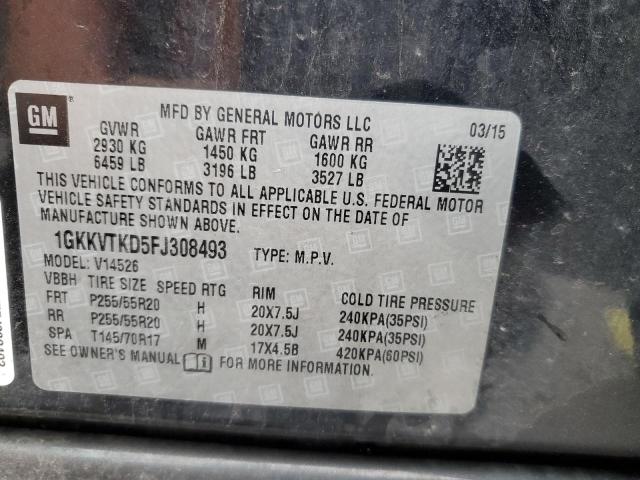 GM
®
MFD BY GENERAL MOTORS LLC
03/15
GVWR GAWR FRT GAWR RR
2930 KG 1450 KG 1600 KG
6459 LB 3196 LB 3527 LB
THIS VEHICLE CONFORMS TO ALL APPLICABLE U.S. FEDERAL MOTOR
VEHICLE SAFETY STANDARDS IN EFFECT ON THE DATE OF
MANUFACTURE SHOWN ABOVE.
1GKKVTKD5FJ308493 TYPE: M.P.V.
MODEL: V14526
VBBH TIRE SIZE SPEED RTG RIM COLD TIRE PRESSURE
FRT P255/55R20 H 20X7.5J 240KPA(35PSI)
RR P255/55R20 H 20X7.5J 240KPA(35PSI)
SPA T145/70R17 M 17X4.5B 420KPA(60PSI)
SEE OWNER'S MANUAL FOR MORE INFORMATION.